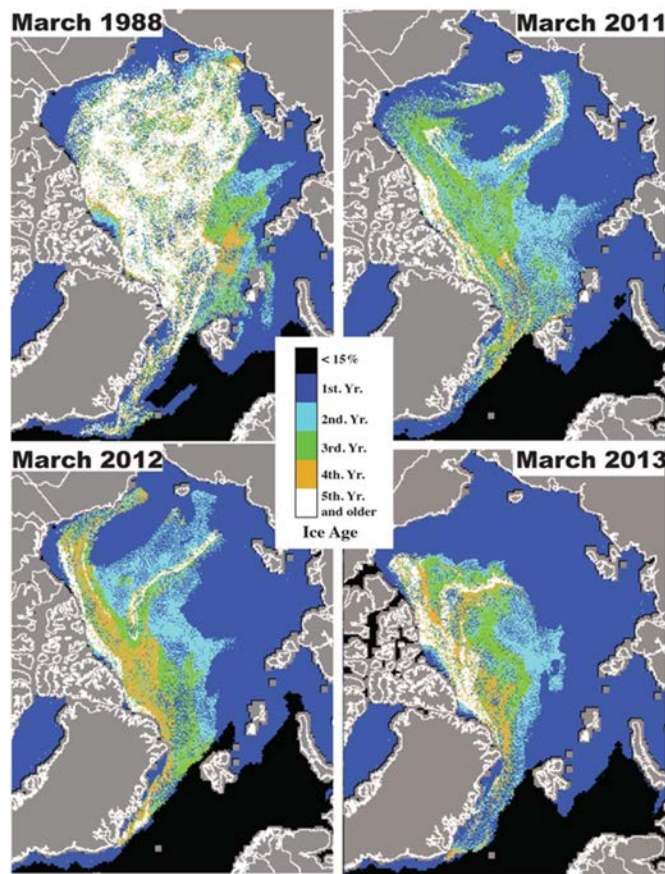 March 1988
March 2011
< 15%
1st. Yr.
2nd. Yr.
3rd. Yr.
4th. Yr.
5th. Yr.
and older
Ice Age
March 2012
March 2013